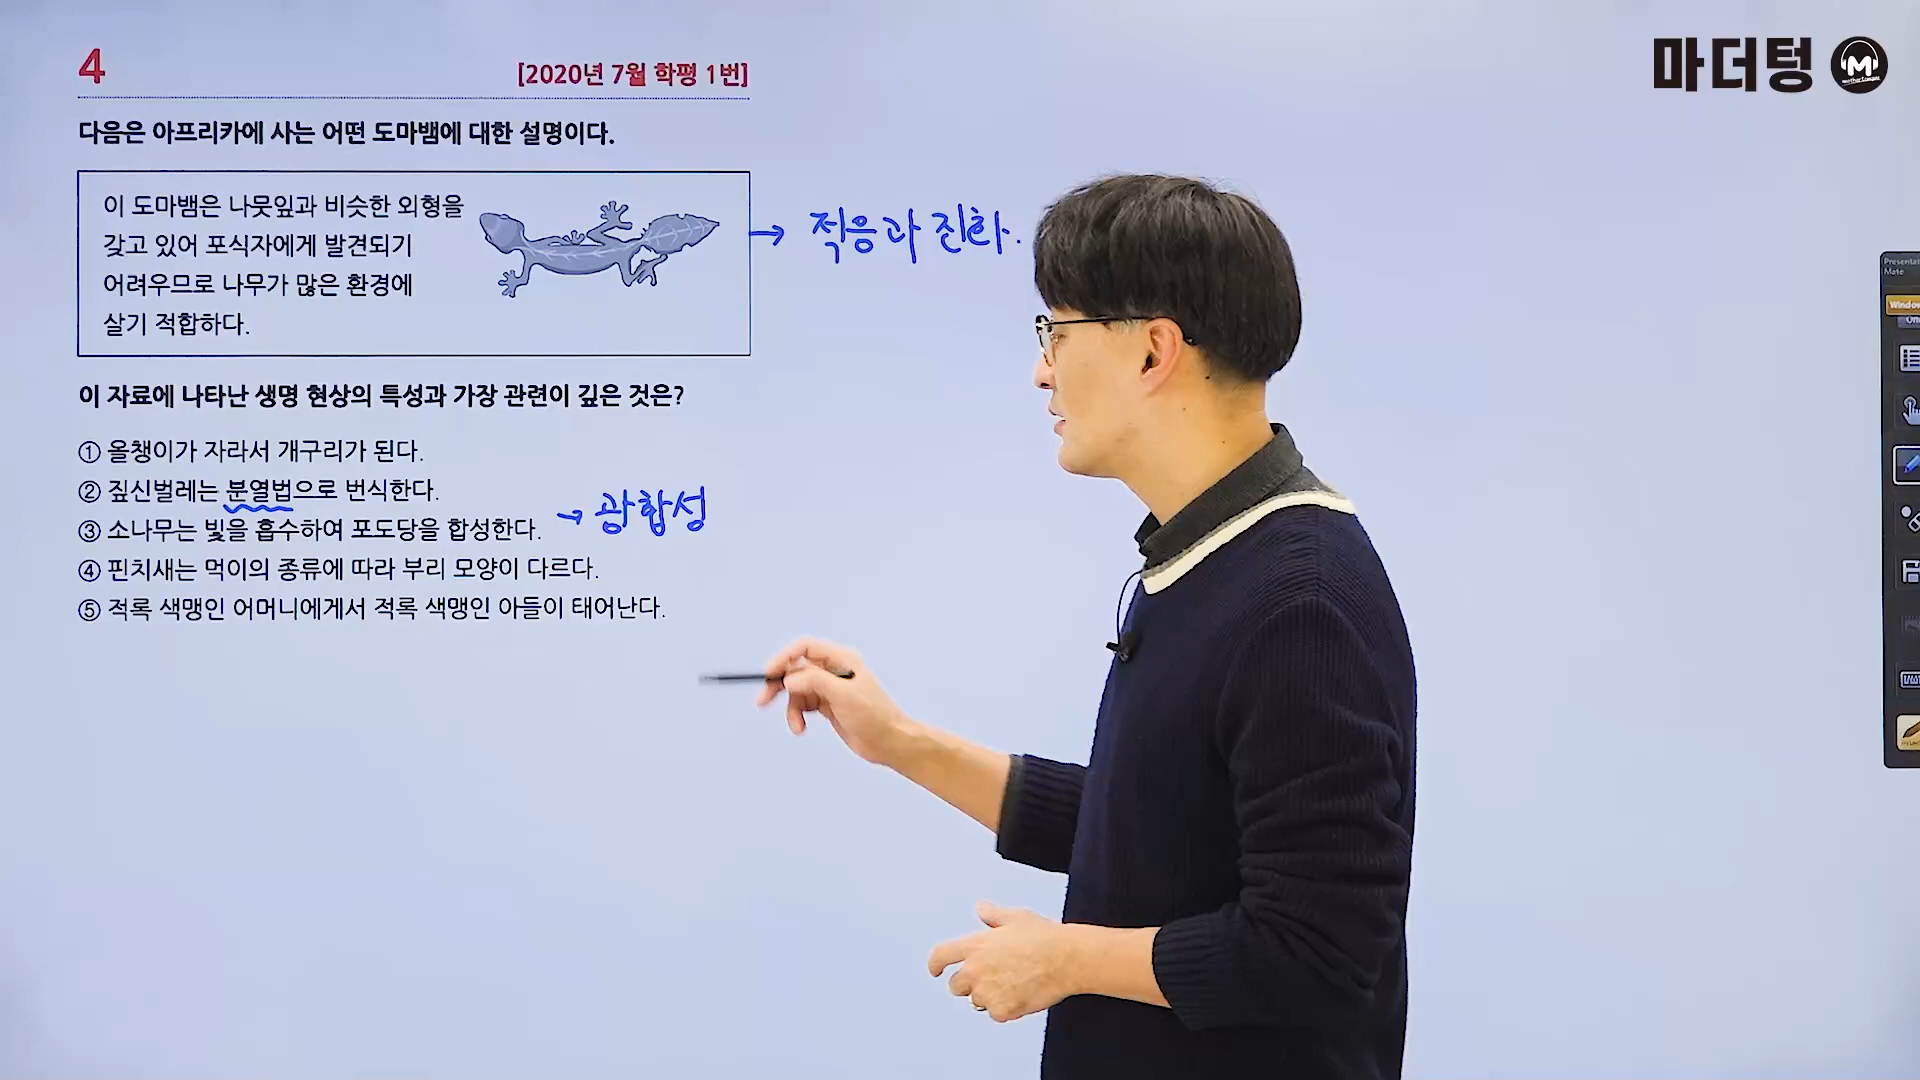 4
[2020년 7월 학평 1번]
마더텅
다음은 아프리카에 사는 어떤 도마뱀에 대한 설명이다.
이 도마뱀은 나뭇잎과 비슷한 외형을
갖고 있어 포식자에게 발견되기
어려우므로 나무가 많은 환경에
살기 적합하다.
→ 적응과 진화.
이 자료에 나타난 생명 현상의 특성과 가장 관련이 깊은 것은?
① 올챙이가 자라서 개구리가 된다.
② 짚신벌레는 분열법으로 번식한다.
③ 소나무는 빛을 흡수하여 포도당을 합성한다.
→ 광합성
④ 핀치새는 먹이의 종류에 따라 부리 모양이 다르다.
⑤ 적록 색맹인 어머니에게서 적록 색맹인 아들이 태어난다.
Mate